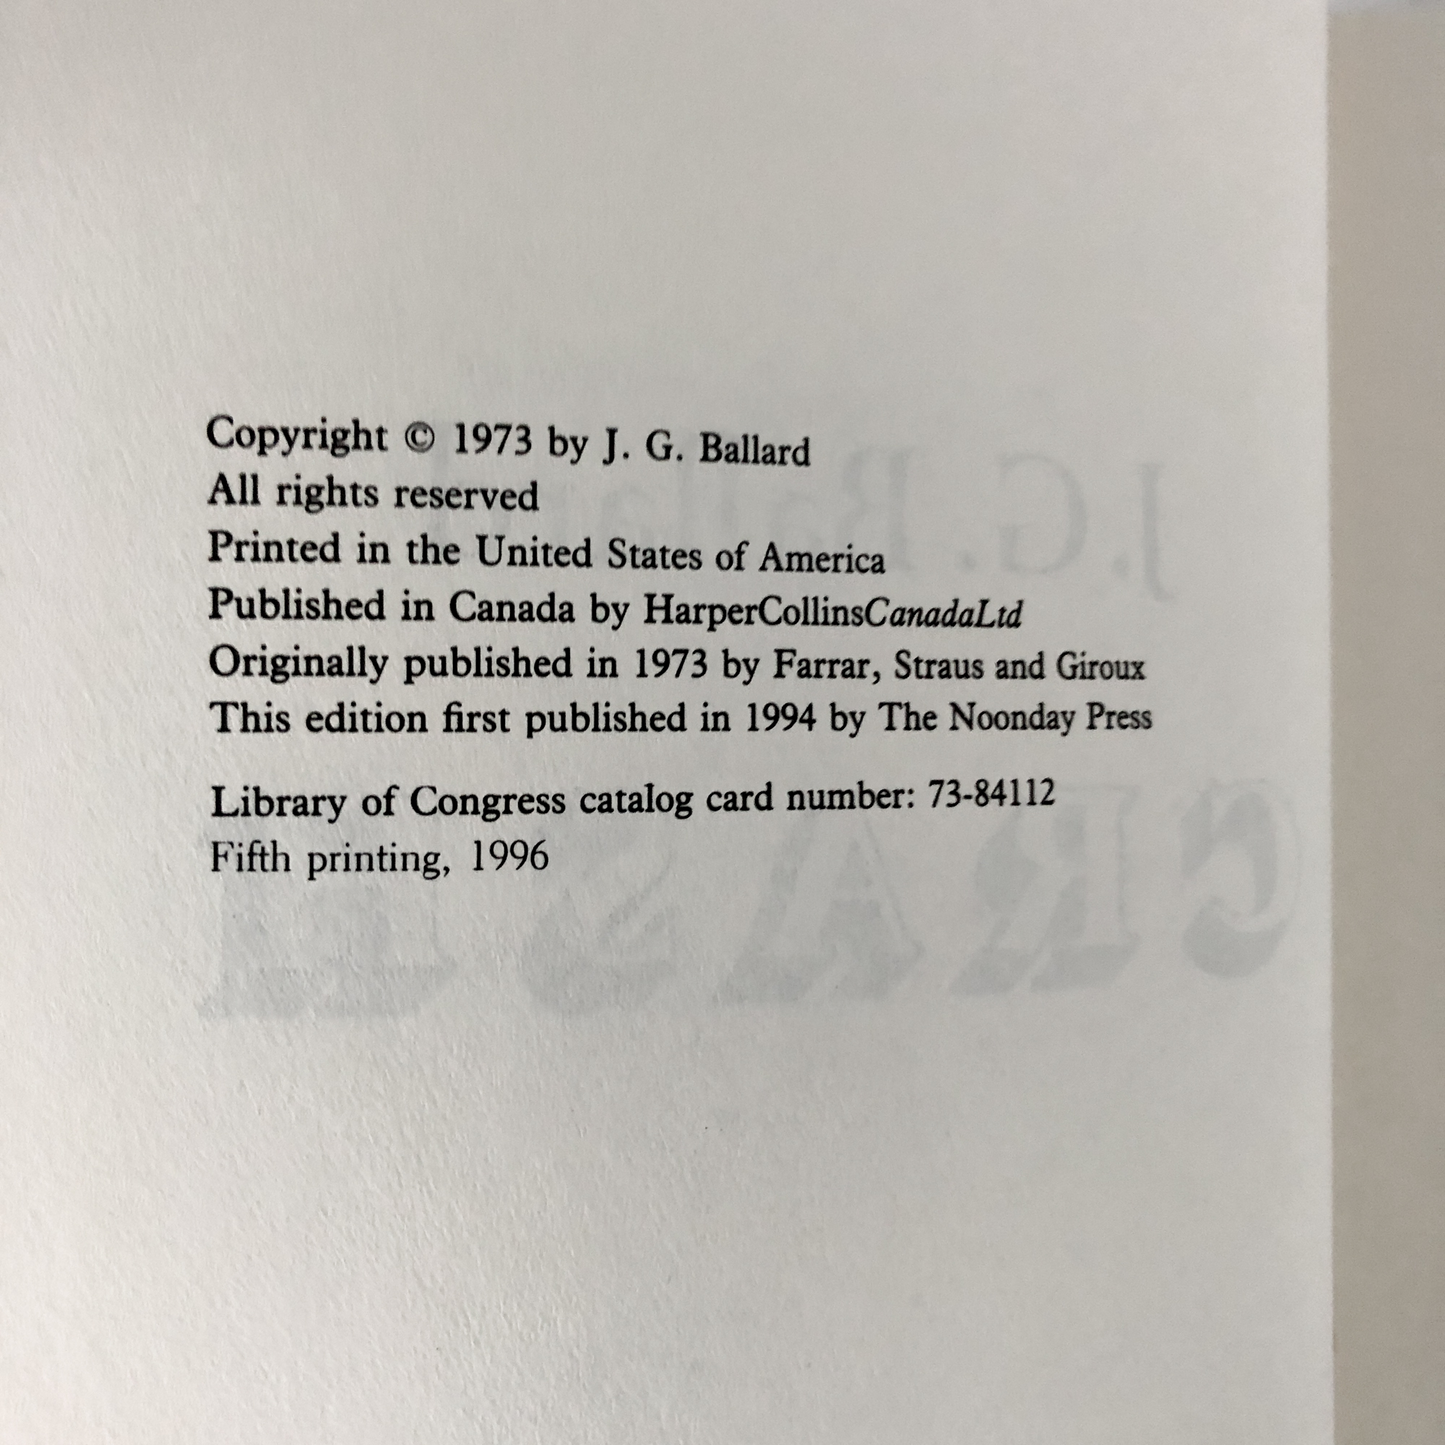 Copyright © 1973 by J. G. Ballard
All rights reserved
Printed in the United States of America
Published in Canada by HarperCollinsCanadaLtd
Originally published in 1973 by Farrar, Straus and Giroux
This edition first published in 1994 by The Noonday Press
Library of Congress catalog card number: 73-84112
Fifth printing, 1996
J.G. Ballard
CRASH